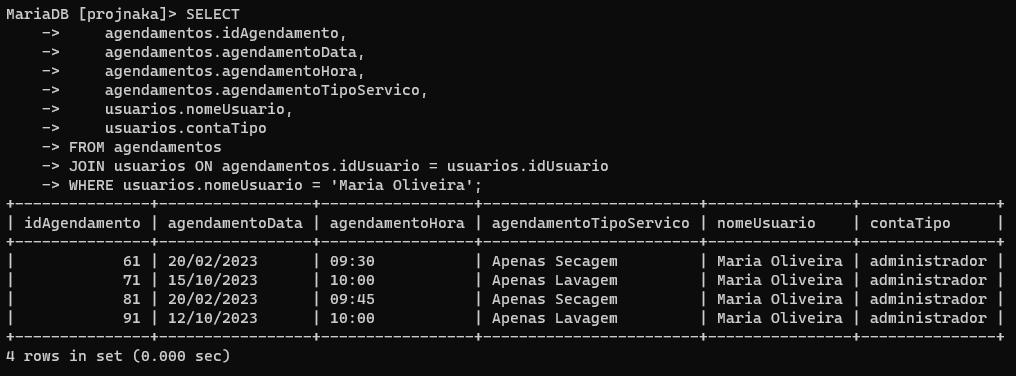 MariaDB [projnaka]> SELECT
    ->     agendamentos.idAgendamento,
    ->     agendamentos.agendamentoData,
    ->     agendamentos.agendamentoHora,
    ->     agendamentos.agendamentoTipoServico,
    ->     usuarios.nomeUsuario,
    ->     usuarios.contaTipo
    -> FROM agendamentos
    -> JOIN usuarios ON agendamentos.idUsuario = usuarios.idUsuario
    -> WHERE usuarios.nomeUsuario = 'Maria Oliveira';
+---------------+-----------------+-----------------+------------------------+----------------+---------------+
| idAgendamento | agendamentoData | agendamentoHora | agendamentoTipoServico | nomeUsuario    | contaTipo     |
+---------------+-----------------+-----------------+------------------------+----------------+---------------+
|            61 | 20/02/2023      | 09:30           | Apenas Secagem         | Maria Oliveira | administrador |
|            71 | 15/10/2023      | 10:00           | Apenas Lavagem         | Maria Oliveira | administrador |
|            81 | 20/02/2023      | 09:45           | Apenas Secagem         | Maria Oliveira | administrador |
|            91 | 12/10/2023      | 10:00           | Apenas Lavagem         | Maria Oliveira | administrador |
+---------------+-----------------+-----------------+------------------------+----------------+---------------+
4 rows in set (0.000 sec)